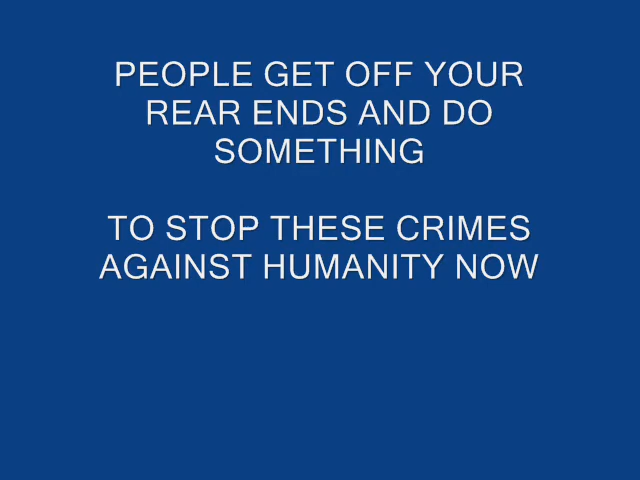 PEOPLE GET OFF YOUR
REAR ENDS AND DO
SOMETHING
TO STOP THESE CRIMES
AGAINST HUMANITY NOW